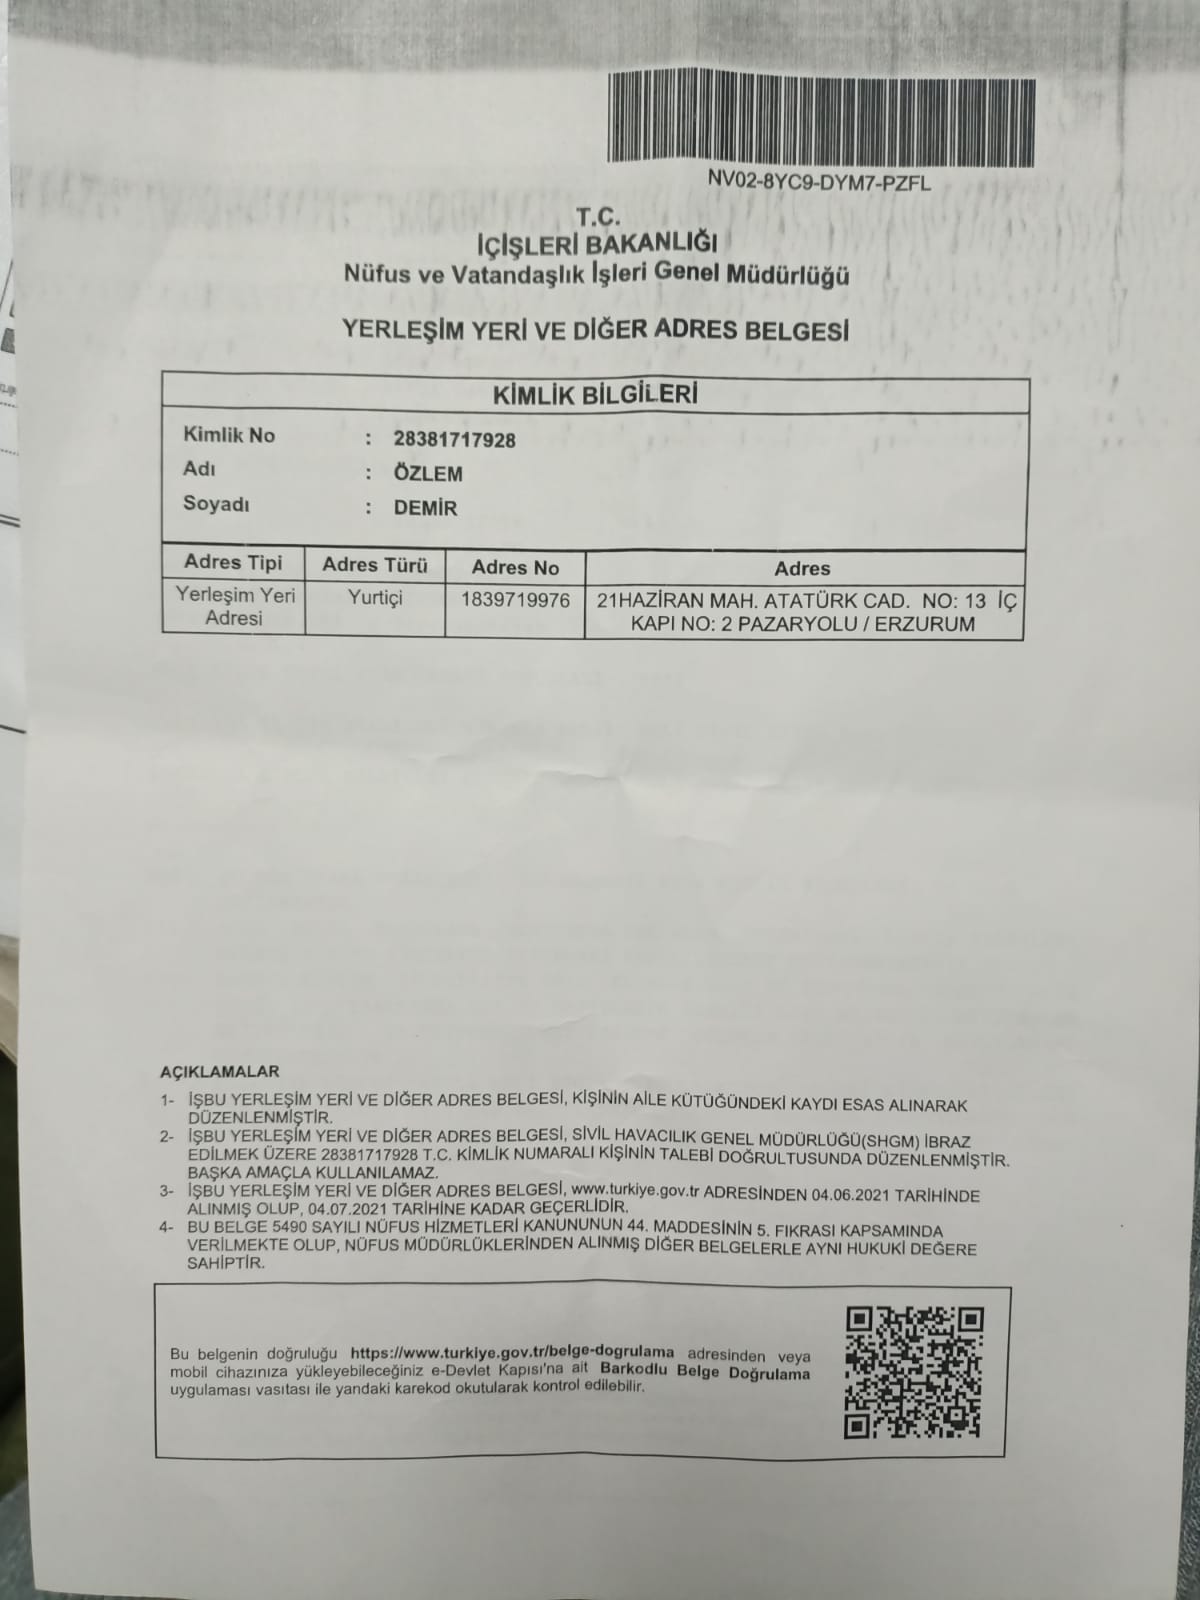 NV02-8YC9-DYM7-PZFL
T.C.
İÇİŞLERİ BAKANLIĞI
Nüfus ve Vatandaşlık İşleri Genel Müdürlüğü
YERLEŞİM YERİ VE DİĞER ADRES BELGESİ
KİMLİK BİLGİLERİ
Kimlik No : 28381717928
Adı : ÖZLEM
Soyadı : DEMİR
Adres Tipi Adres Türü Adres No Adres
Yerleşim Yeri Yurtiçi 1839719976 21HAZİRAN MAH. ATATÜRK CAD. NO: 13 İÇ
Adresi KAPI NO: 2 PAZARYOLU / ERZURUM
AÇIKLAMALAR
1- İŞBU YERLEŞİM YERİ VE DİĞER ADRES BELGESİ, KİŞİNİN AİLE KÜTÜĞÜNDEKİ KAYDI ESAS ALINARAK
DÜZENLENMİŞTİR.
2- İŞBU YERLEŞİM YERİ VE DİĞER ADRES BELGESİ, SİVİL HAVACILIK GENEL MÜDÜRLÜĞÜ(SHGM) İBRAZ
EDİLMEK ÜZERE 28381717928 T.C. KİMLİK NUMARALI KİŞİNİN TALEBİ DOĞRULTUSUNDA DÜZENLENMİŞTİR.
BAŞKA AMAÇLA KULLANILAMAZ.
3- İŞBU YERLEŞİM YERİ VE DİĞER ADRES BELGESİ, www.turkiye.gov.tr ADRESİNDEN 04.06.2021 TARİHİNDE
ALINMIŞ OLUP, 04.07.2021 TARİHİNE KADAR GEÇERLİDİR.
4- BU BELGE 5490 SAYILI NÜFUS HİZMETLERİ KANUNUNUN 44. MADDESİNİN 5. FIKRASI KAPSAMINDA
VERİLMEKTE OLUP, NÜFUS MÜDÜRLÜKLERİNDEN ALINMIŞ DİĞER BELGELERLE AYNI HUKUKİ DEĞERE
SAHİPTİR.
Bu belgenin doğruluğu https://www.turkiye.gov.tr/belge-dogrulama adresinden veya
mobil cihazınıza yükleyebileceğiniz e-Devlet Kapısı'na ait Barkodlu Belge Doğrulama
uygulaması vasıtası ile yandaki karekod okutularak kontrol edilebilir.